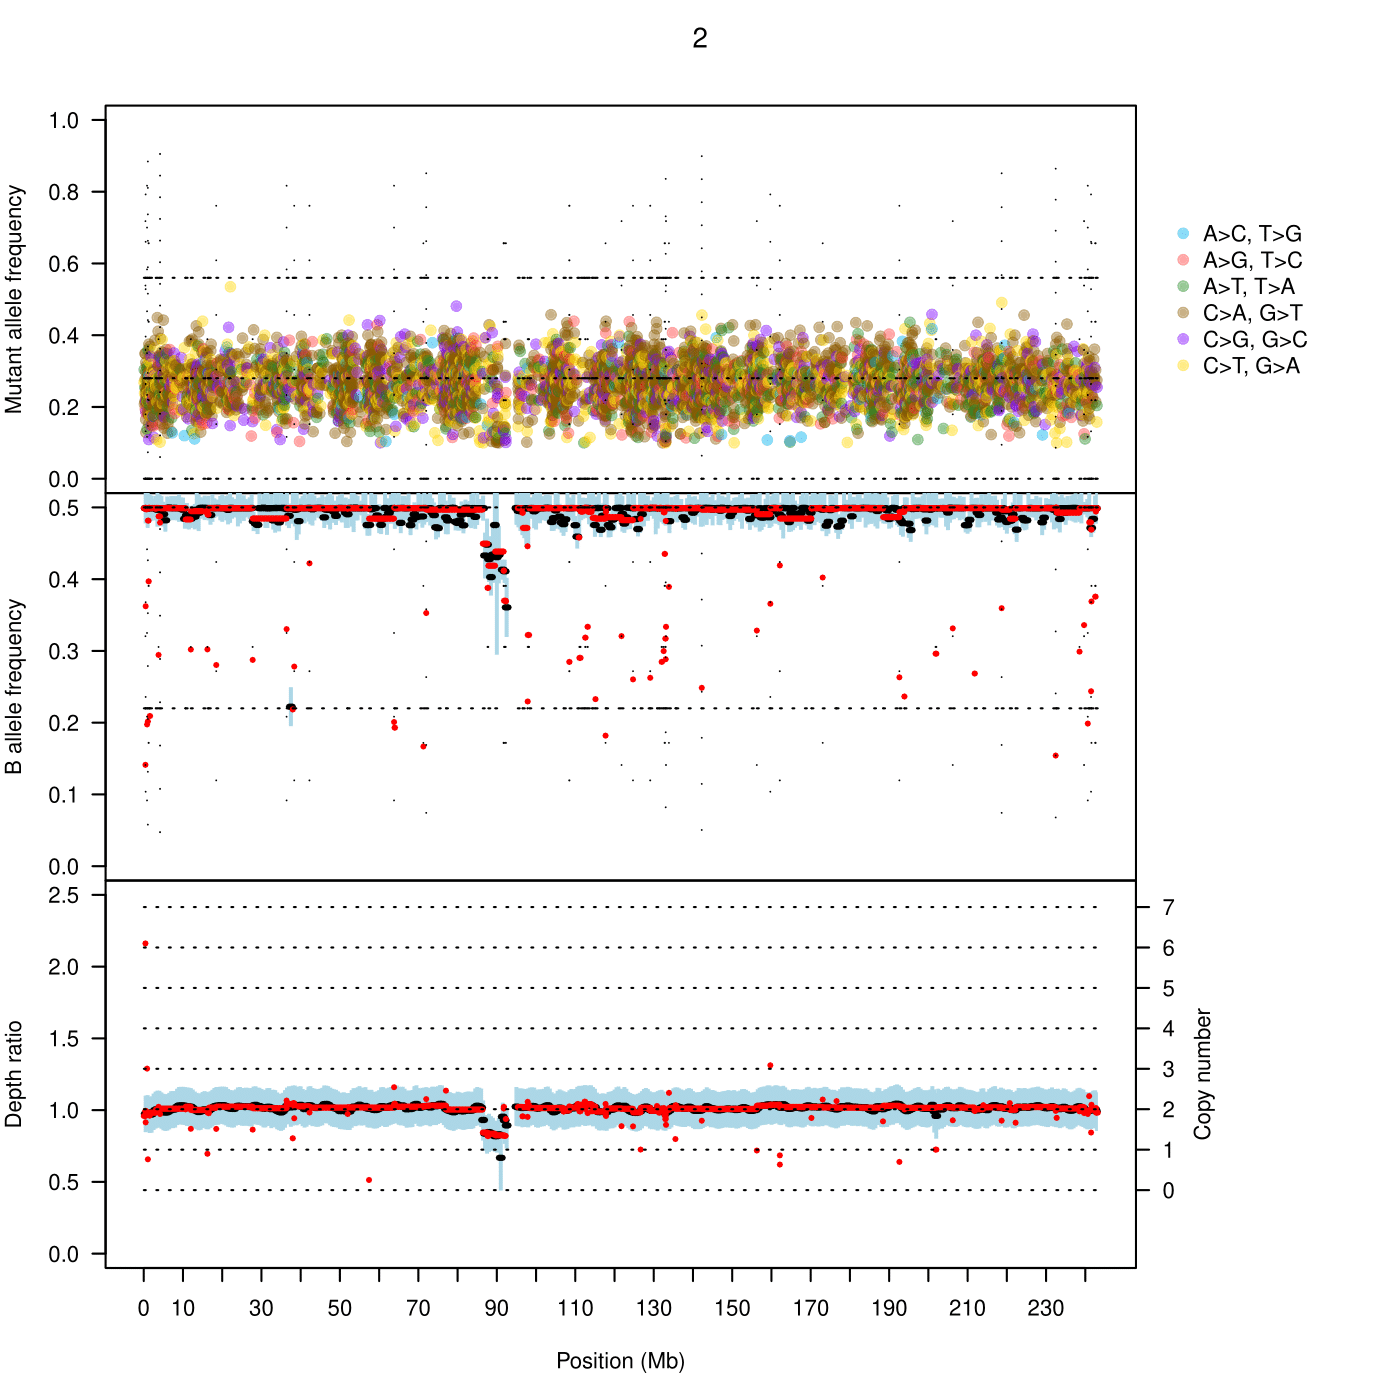 2
Mutant allele frequency
1.0
0.8
0.6
0.4
0.2
0.0
A>C, T>G
A>G, T>C
A>T, T>A
C>A, G>T
C>G, G>C
C>T, G>A
B allele frequency
0.5
0.4
0.3
0.2
0.1
0.0
Depth ratio
2.5
2.0
1.5
1.0
0.5
0.0
7
6
5
4
3
2
1
0
Copy number
0 10 30 50 70 90 110 130 150 170 190 210 230
Position (Mb)